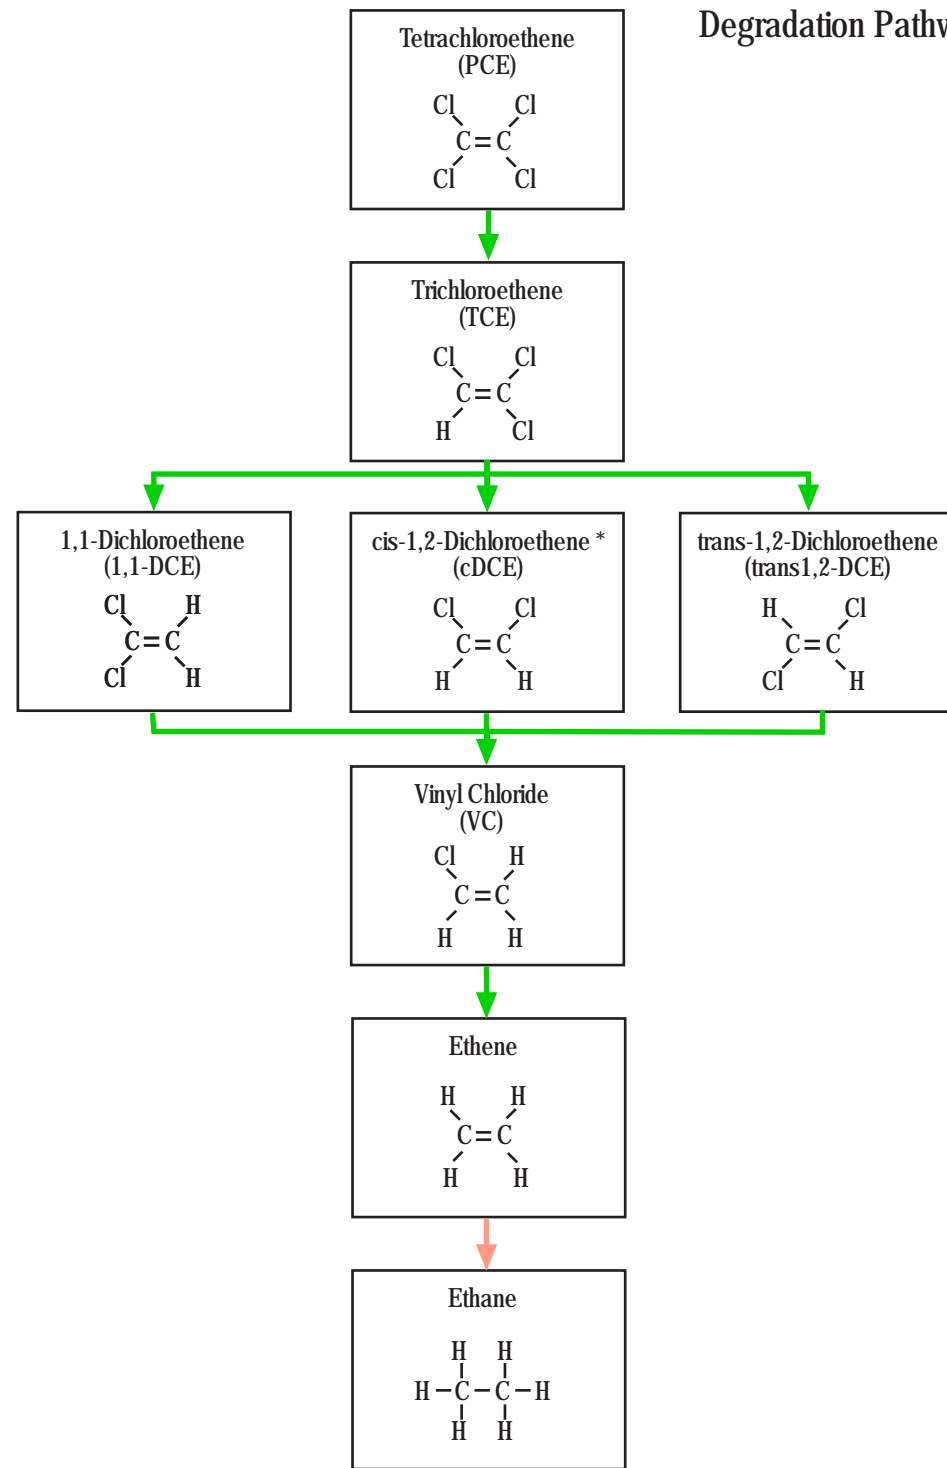 Degradation Pathw
Tetrachloroethene
(PCE)
Cl Cl
C=C
Cl Cl
Trichloroethene
(TCE)
Cl Cl
C=C
H Cl
1,1-Dichloroethene
(1,1-DCE)
Cl H
C=C
Cl H
cis-1,2-Dichloroethene *
(cDCE)
Cl Cl
C=C
H H
trans-1,2-Dichloroethene
(trans1,2-DCE)
H Cl
C=C
Cl H
Vinyl Chloride
(VC)
Cl H
C=C
H H
Ethene
H H
C=C
H H
Ethane
H H
H-C-C-H
H H